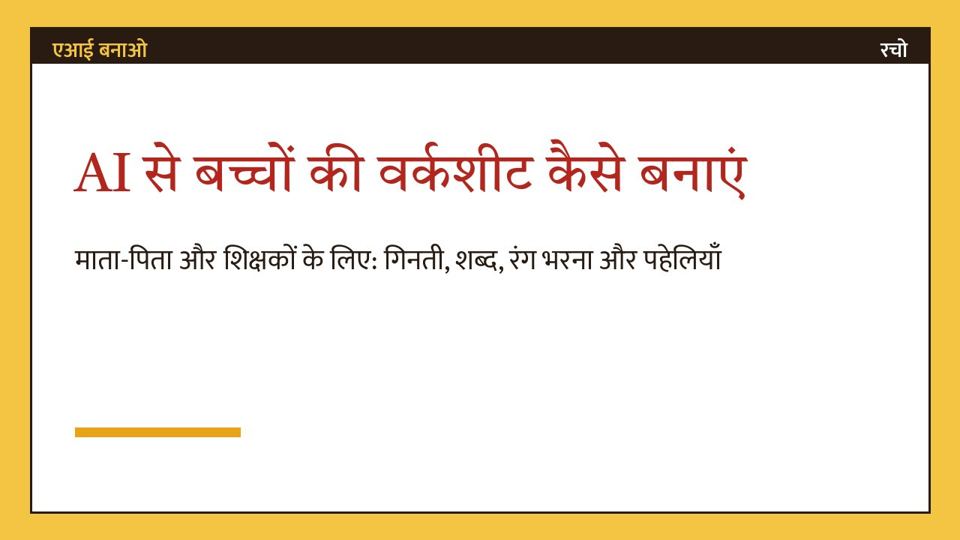 एआई बनाओ
रचो
AI से बच्चों की वर्कशीट कैसे बनाएं
माता-पिता और शिक्षकों के लिए: गिनती, शब्द, रंग भरना और पहेलियाँ